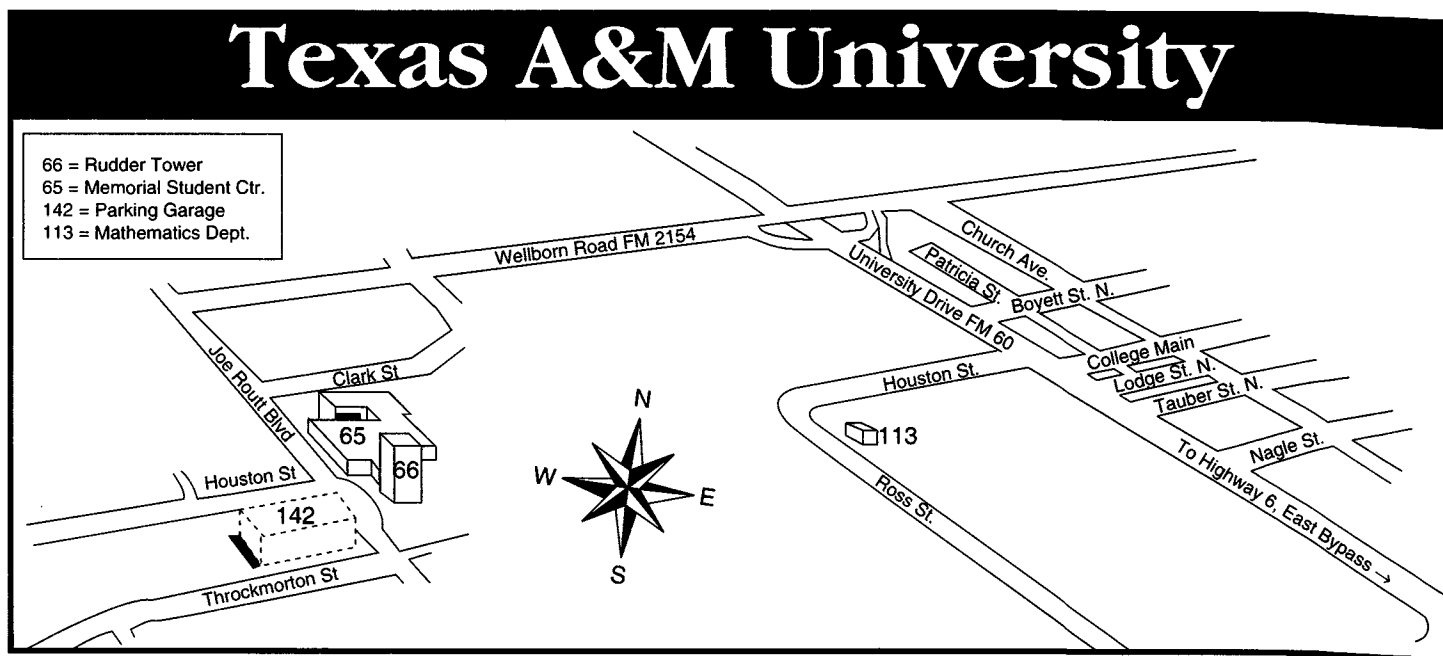 Texas A&M University
66 = Rudder Tower
65 = Memorial Student Ctr.
142 = Parking Garage
113 = Mathematics Dept.
Wellborn Road FM 2154
Church Ave.
Patricia St.
University Drive FM 60
Boyett St. N.
College Main
Lodge St. N.
Tauber St. N.
Nagle St.
To Highway 6, East Bypass →
Houston St.
113
Ross St.
Joe Routt Blvd
Clark St
65
66
Houston St
142
Throckmorton St
N
W
E
S